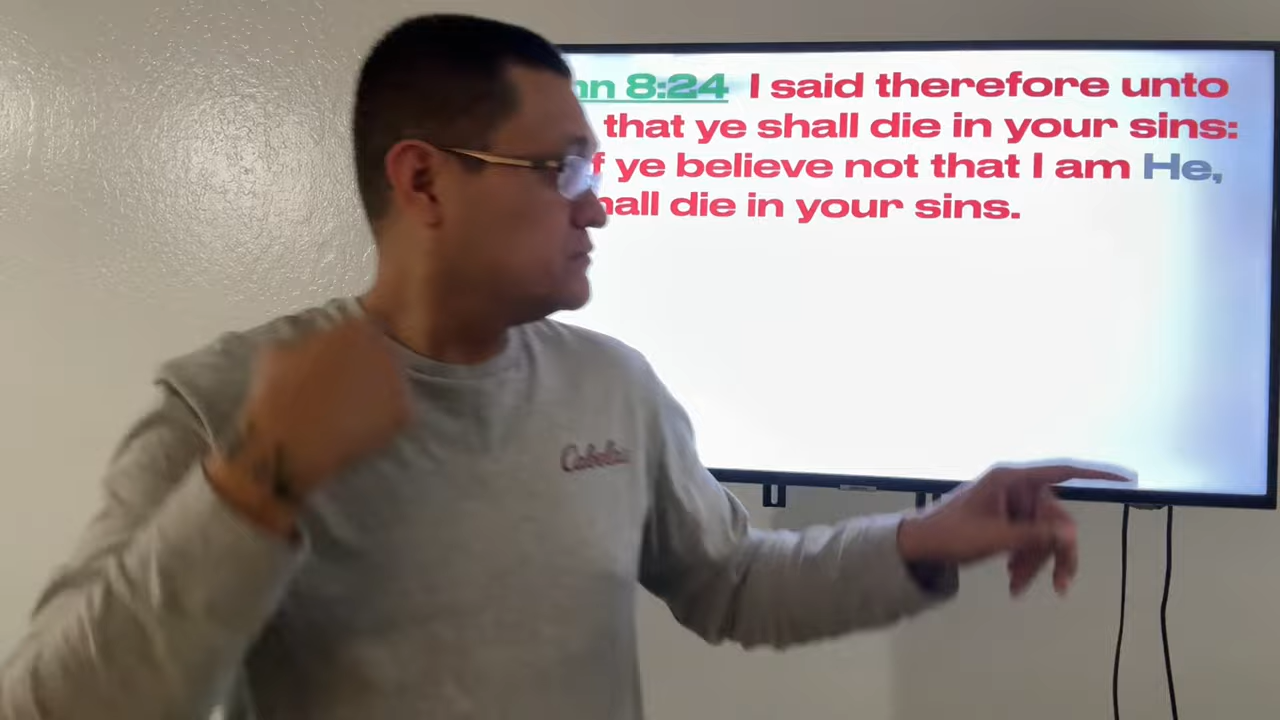 hn 8:24 I said therefore unto
that ye shall die in your sins:
f ye believe not that I am He,
hall die in your sins.
Cabela's